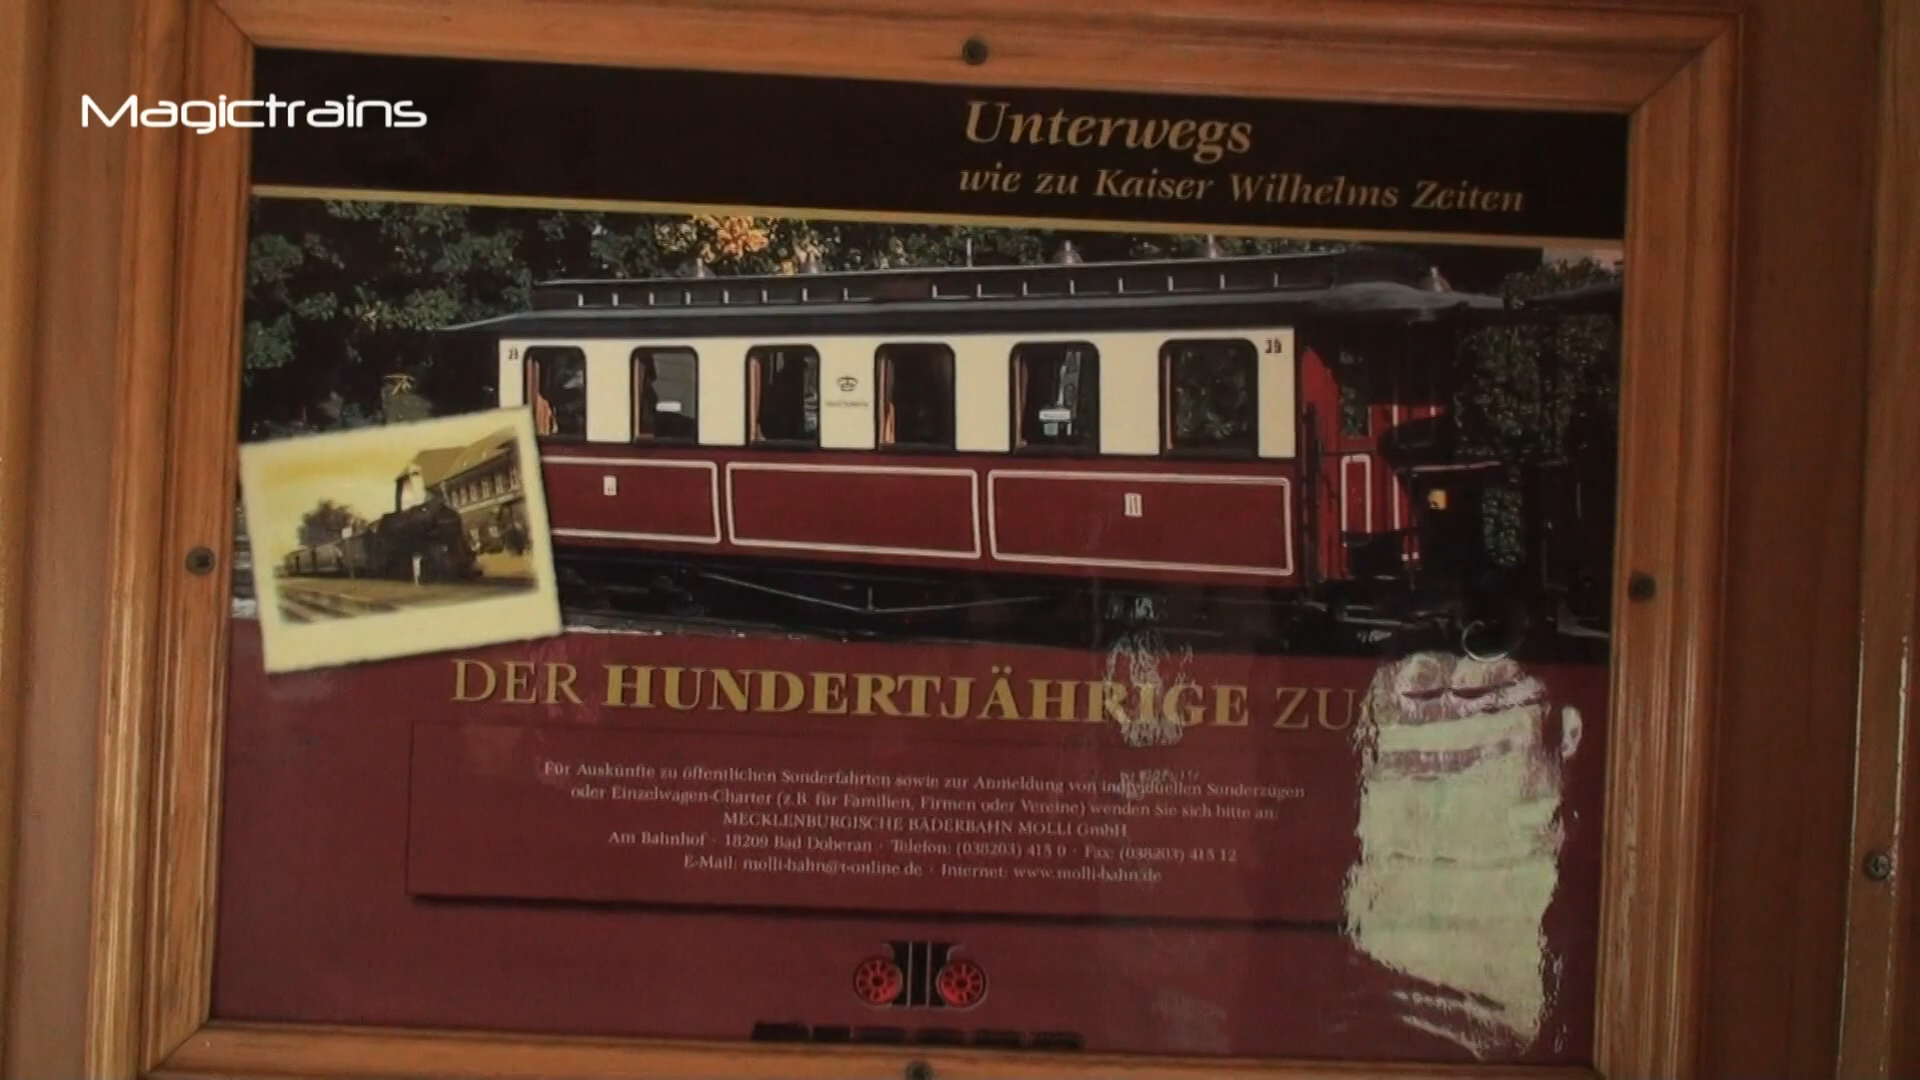 Magictrains
Unterwegs
wie zu Kaiser Wilhelms Zeiten
39
DER HUNDERTJÄHRIGE ZUG
Für Auskünfte zu öffentlichen Sonderfahrten sowie zur Anmeldung von individuellen Sonderzügen
oder Einzelwagen-Charter (z.B. für Familien, Firmen oder Vereine) wenden Sie sich bitte an:
MECKLENBURGISCHE BÄDERBAHN MOLLI GmbH
Am Bahnhof · 18209 Bad Doberan · Telefon: (038203) 415 0 · Fax: (038203) 415 12
E-Mail: molli-bahn@t-online.de · Internet: www.molli-bahn.de